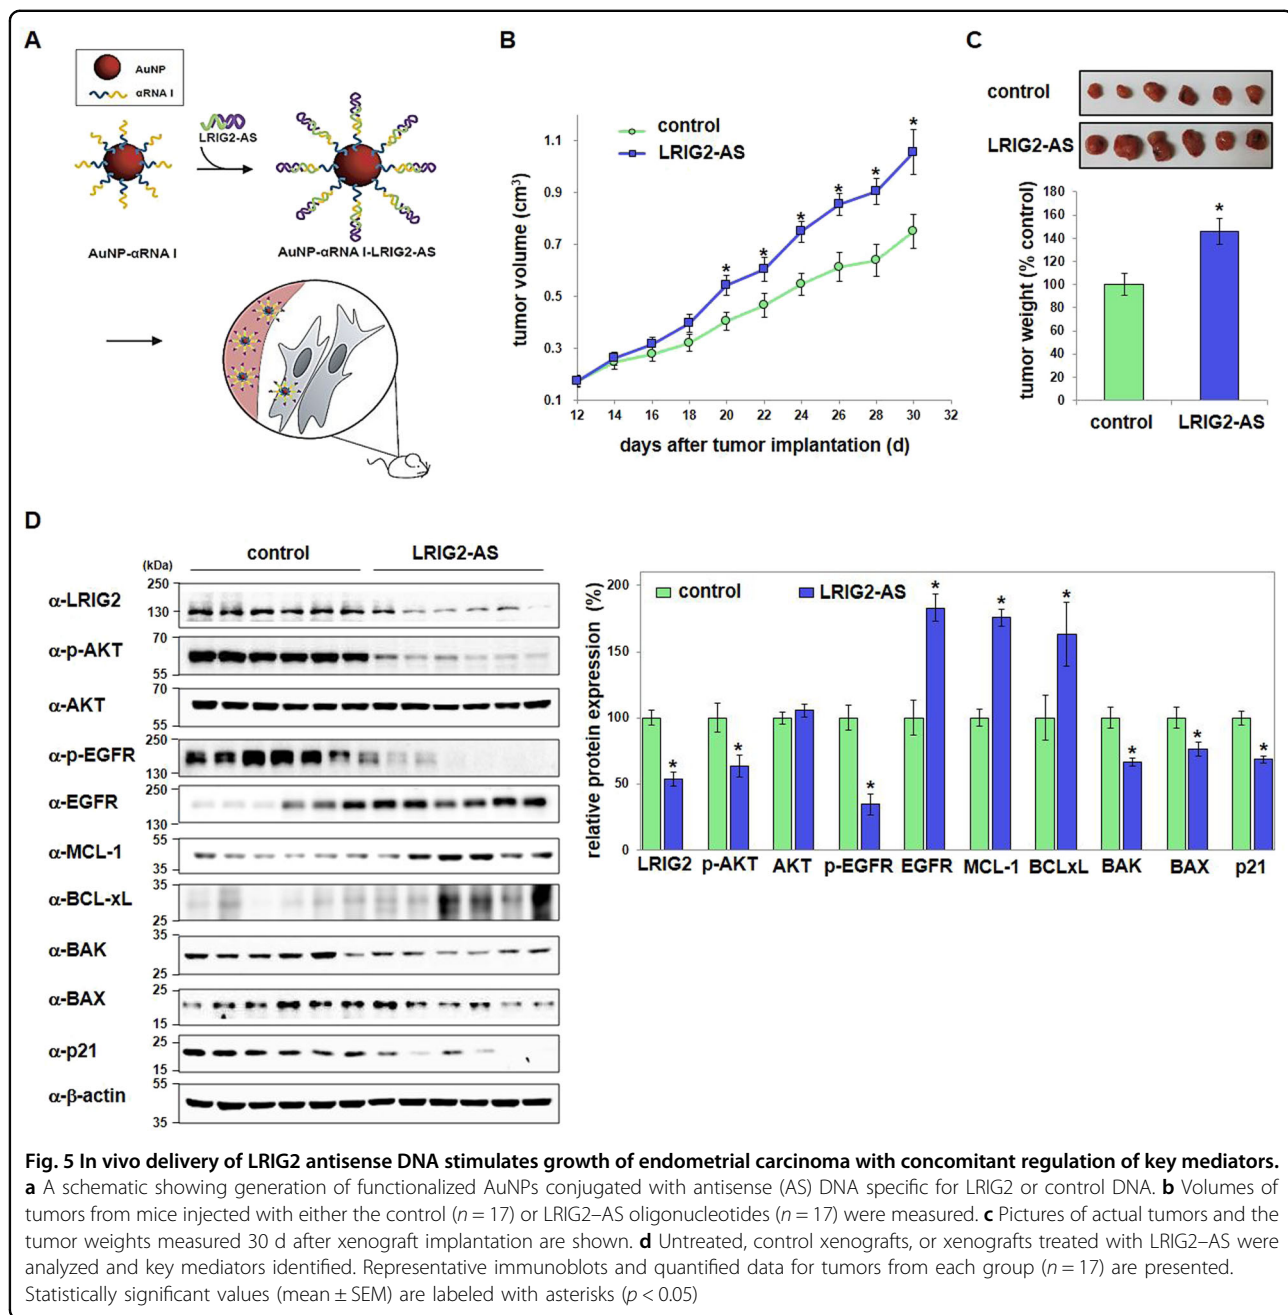 A
AuNP
αRNA I
LRIG2-AS
AuNP-αRNA I
AuNP-αRNA I-LRIG2-AS
B
control
LRIG2-AS
tumor volume (cm³)
1.1
0.9
0.7
0.5
0.3
0.1
* * * * * *
12 14 16 18 20 22 24 26 28 30 32
days after tumor implantation (d)
C
control
LRIG2-AS
tumor weight (% control)
180
160
140
120
100
80
60
40
20
0
*
control LRIG2-AS
D
(kDa) control LRIG2-AS
α-LRIG2 250 130
α-p-AKT 70 55
α-AKT 70 55
α-p-EGFR 250 130
α-EGFR 250 130
α-MCL-1 55 35
α-BCL-xL 35 25
α-BAK 35 25
α-BAX 25 15
α-p21 25 15
α-β-actin 55 35
relative protein expression (%)
200
150
100
50
0
control LRIG2-AS
* * * * * * * * *
LRIG2 p-AKT AKT p-EGFR EGFR MCL-1 BCLxL BAK BAX p21
Fig. 5 In vivo delivery of LRIG2 antisense DNA stimulates growth of endometrial carcinoma with concomitant regulation of key mediators.
a A schematic showing generation of functionalized AuNPs conjugated with antisense (AS) DNA specific for LRIG2 or control DNA. b Volumes of
tumors from mice injected with either the control (n = 17) or LRIG2–AS oligonucleotides (n = 17) were measured. c Pictures of actual tumors and the
tumor weights measured 30 d after xenograft implantation are shown. d Untreated, control xenografts, or xenografts treated with LRIG2–AS were
analyzed and key mediators identified. Representative immunoblots and quantified data for tumors from each group (n = 17) are presented.
Statistically significant values (mean ± SEM) are labeled with asterisks (p < 0.05)